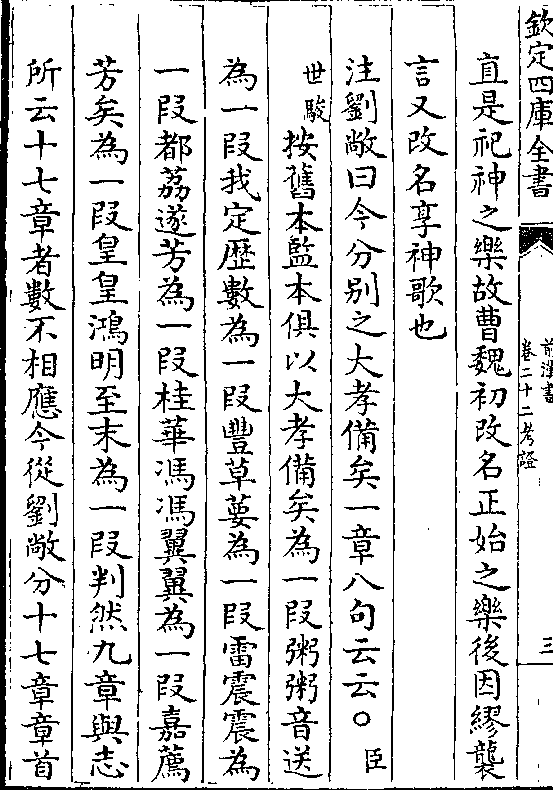 欽定四庫全書
前漢書
卷二十二考證
三
直是祀神之樂故曹魏初改名正始之樂後因繆襲
言又改名享神歌也
注劉敞曰今分别之大孝備矣一章八句云云○臣
世駿按舊本監本俱以大孝備矣為一段粥粥音送
為一段我定歴數為一段豐草葽為一段雷震震為
一段都荔遂芳為一段桂華馮馮翼翼為一段嘉薦
芳矣為一段皇皇鴻明至末為一段判然九章與志
所云十七章者數不相應今從劉敞分十七章章首